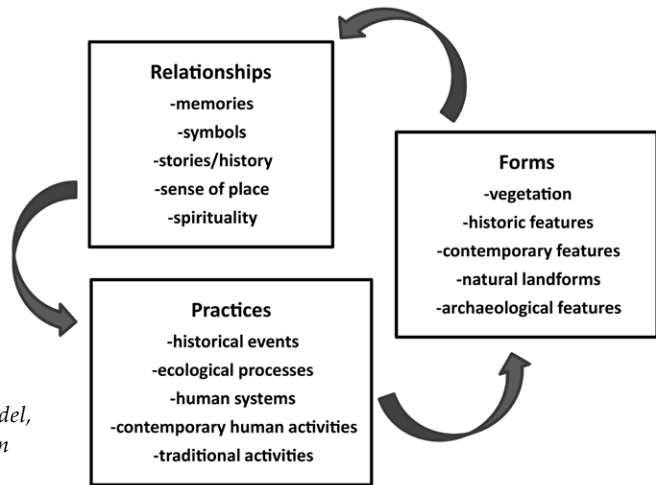 Relationships
-memories
-symbols
-stories/history
-sense of place
-spirituality
Forms
-vegetation
-historic features
-contemporary features
-natural landforms
-archaeological features
Practices
-historical events
-ecological processes
-human systems
-contemporary human activities
-traditional activities